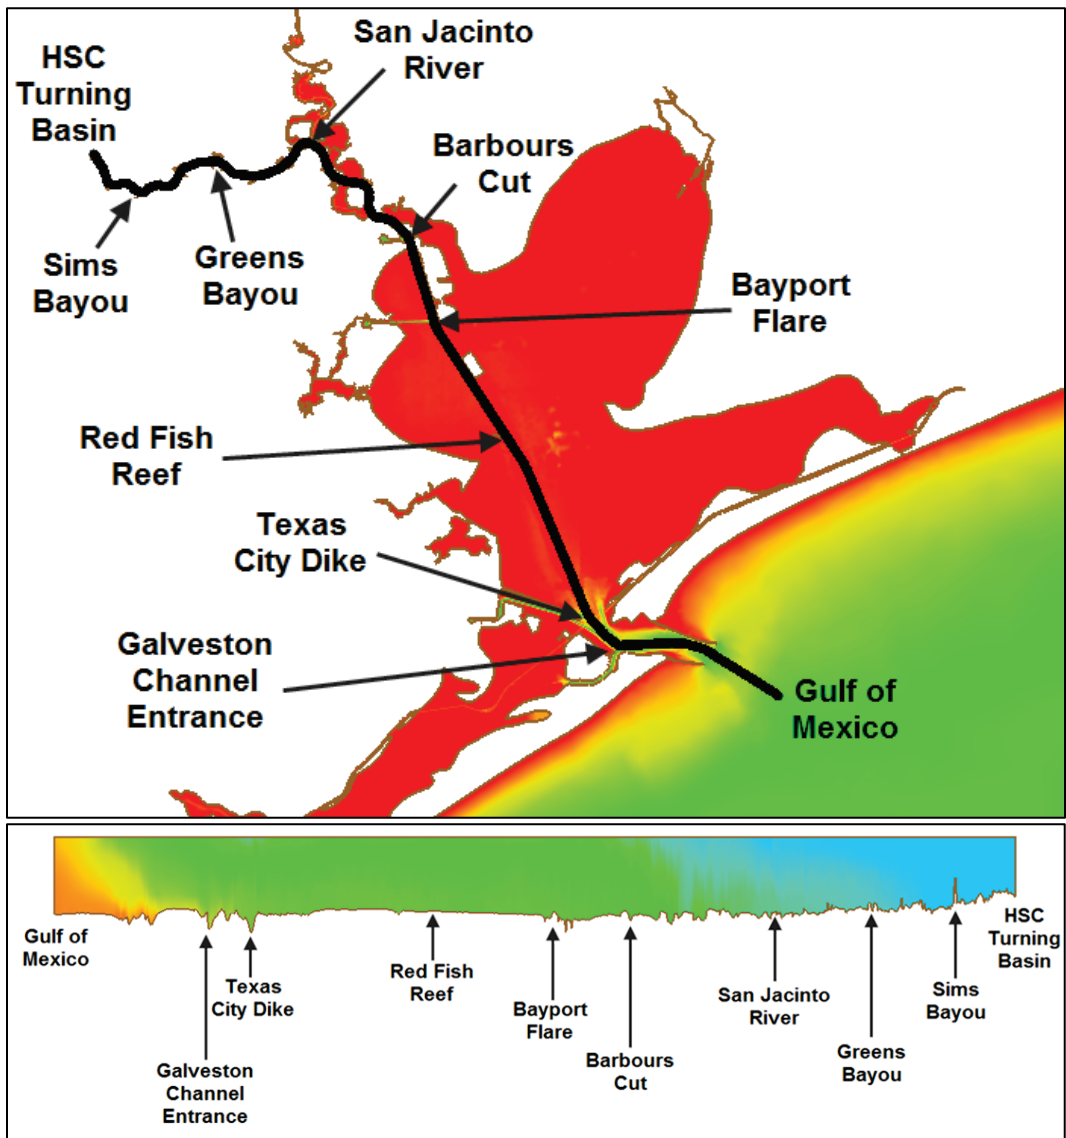 San Jacinto
River
HSC
Turning
Basin
Barbours
Cut
Sims
Bayou
Greens
Bayou
Bayport
Flare
Red Fish
Reef
Texas
City Dike
Galveston
Channel
Entrance
Gulf of
Mexico
Gulf of
Mexico
Galveston
Channel
Entrance
Texas
City Dike
Red Fish
Reef
Bayport
Flare
Barbours
Cut
San Jacinto
River
Greens
Bayou
Sims
Bayou
HSC
Turning
Basin